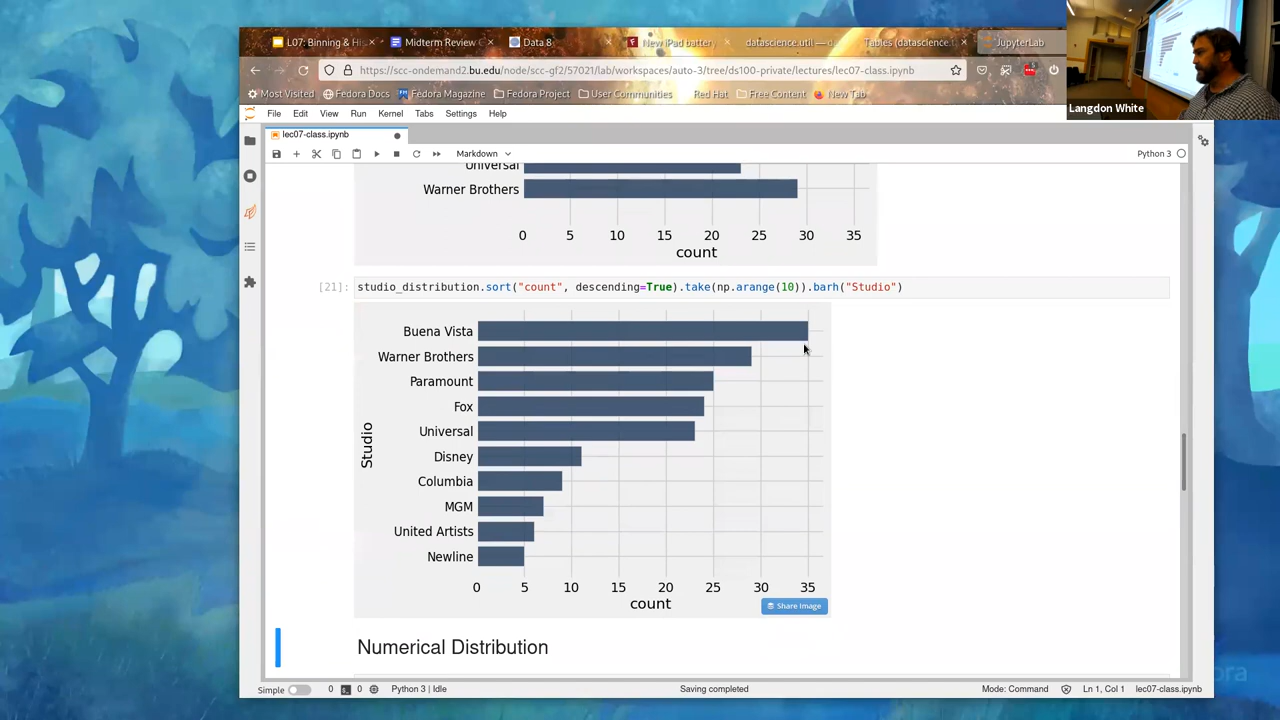 L07: Binning & Hi
Midterm Review
Data 8
New iPad battery
datascience.util —
Tables (datascience.
JupyterLab
https://scc-ondemand2.bu.edu/node/scc-gf2/57021/lab/workspaces/auto-3/tree/ds100-private/lectures/lec07-class.ipynb
Most Visited Fedora Docs Fedora Magazine Fedora Project User Communities Red Hat Free Content New Tab
Langdon White
File Edit View Run Kernel Tabs Settings Help
lec07-class.ipynb
Markdown
Python 3
Universal
Warner Brothers
0 5 10 15 20 25 30 35
count
[21]: studio_distribution.sort("count", descending=True).take(np.arange(10)).barh("Studio")
Buena Vista
Warner Brothers
Paramount
Fox
Universal
Studio
Disney
Columbia
MGM
United Artists
Newline
0 5 10 15 20 25 30 35
count
Share Image
Numerical Distribution
Simple 0 0 Python 3 | Idle Saving completed Mode: Command Ln 1, Col 1 lec07-class.ipynb